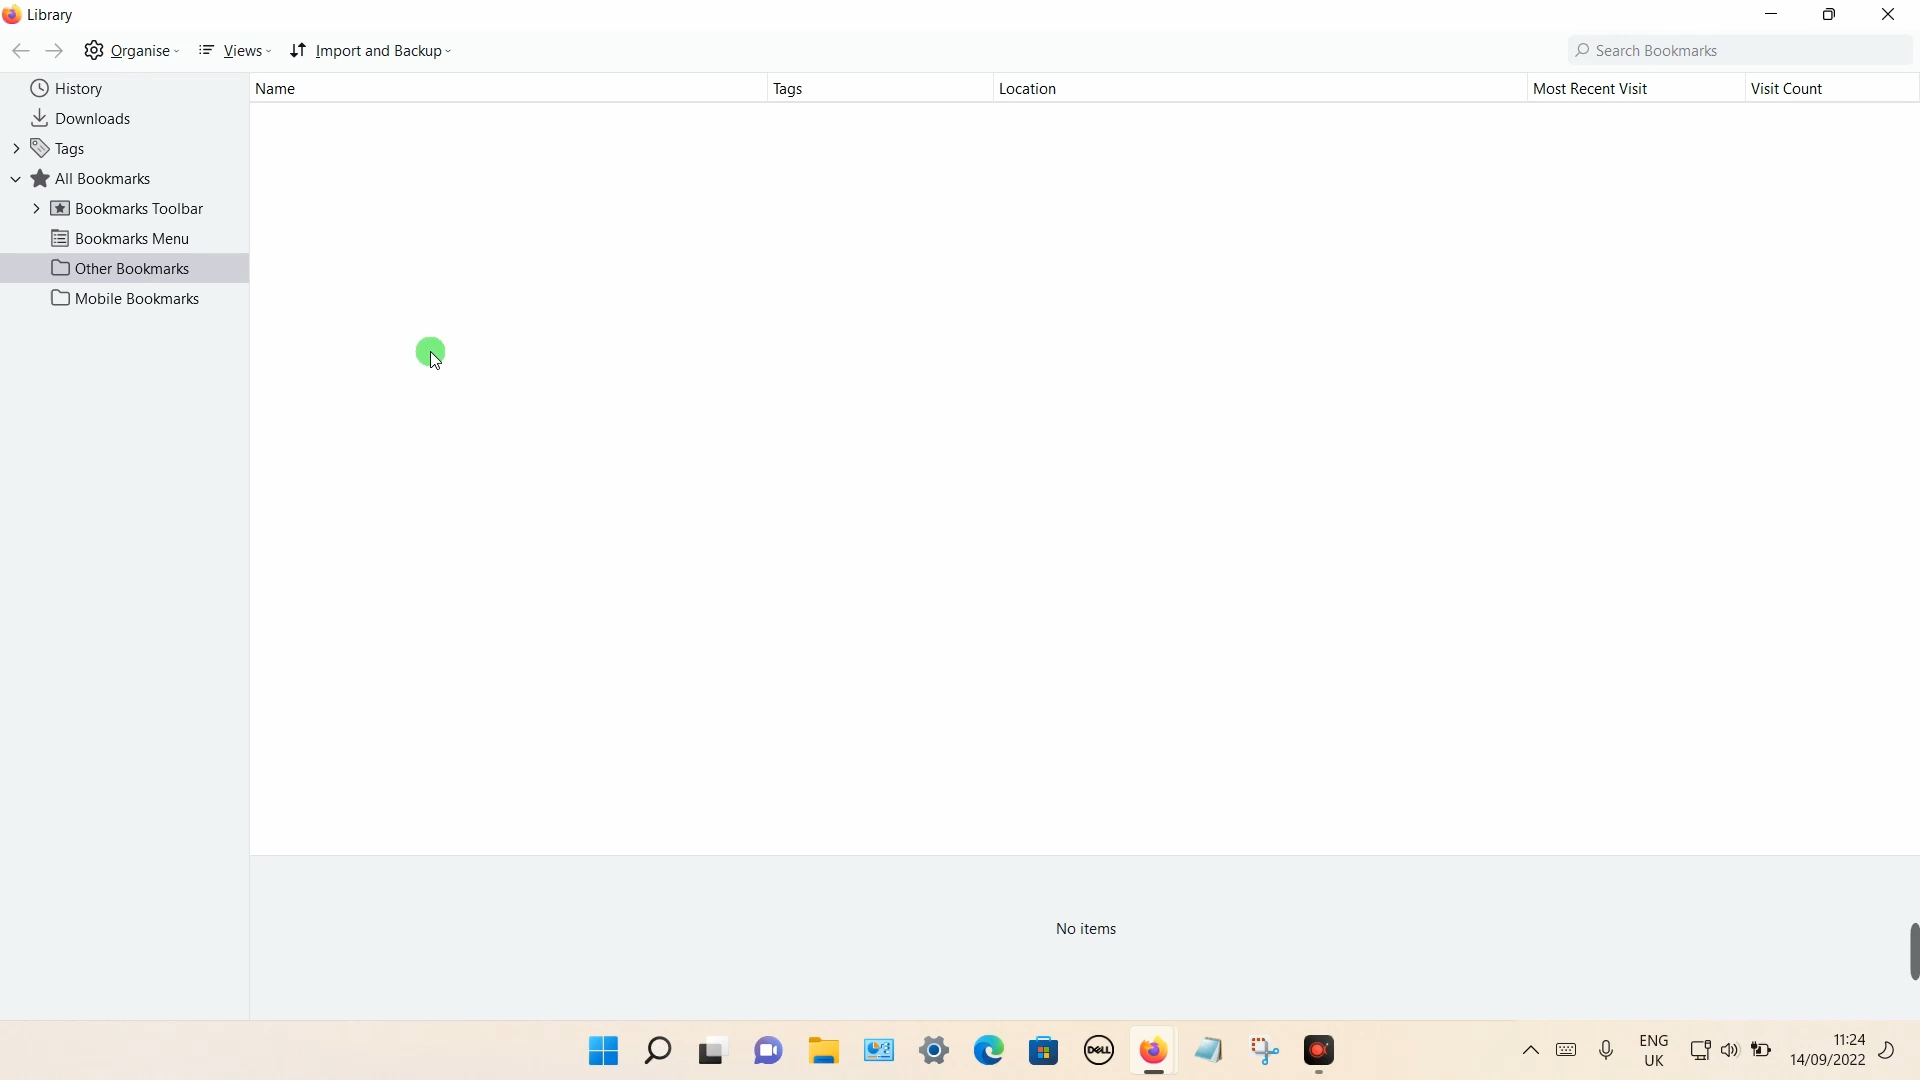 Library
Organise
Views
Import and Backup
Search Bookmarks
History
Downloads
Tags
All Bookmarks
Bookmarks Toolbar
Bookmarks Menu
Other Bookmarks
Mobile Bookmarks
Name Tags Location Most Recent Visit Visit Count
No items
DELL
ENG
UK
11:24
14/09/2022